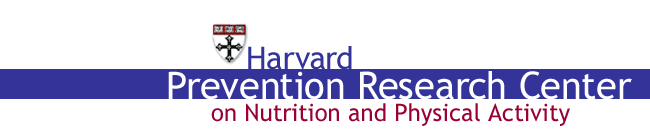 Harvard
Prevention Research Center
on Nutrition and Physical Activity